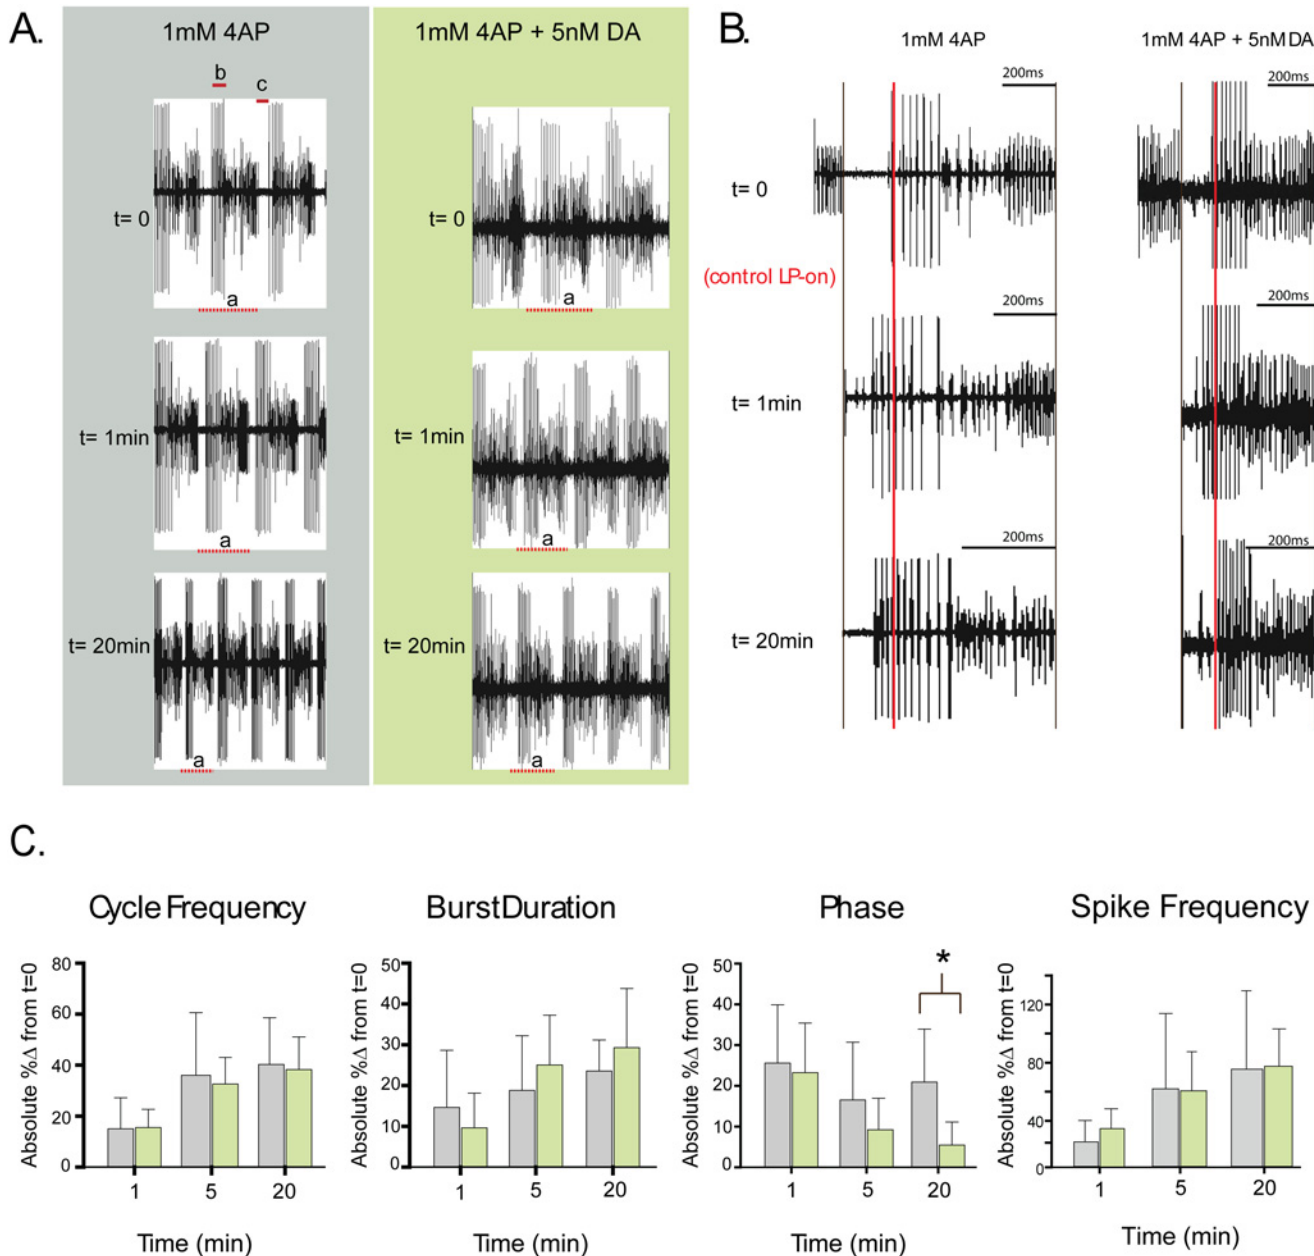 A.
1mM 4AP
1mM 4AP + 5nM DA
b
c
t= 0
a
t= 0
a
t= 1min
a
t= 1min
a
t= 20min
a
t= 20min
a
B.
1mM 4AP
1mM 4AP + 5nM DA
200ms
200ms
t= 0
(control LP-on)
200ms
200ms
t= 1min
200ms
200ms
t= 20min
C.
Cycle Frequency
Absolute %Δ from t=0
80
60
40
20
0
1
5
20
Time (min)
Burst Duration
Absolute %Δ from t=0
50
40
30
20
10
0
1
5
20
Time (min)
Phase
Absolute %Δ from t=0
50
40
30
20
10
0
*
1
5
20
Time (min)
Spike Frequency
Absolute %Δ from t=0
120
80
40
0
1
5
20
Time (min)